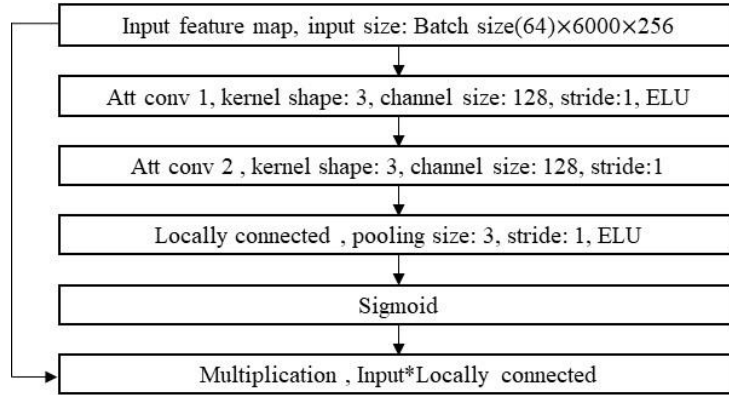 Input feature map, input size: Batch size(64)×6000×256
Att conv 1, kernel shape: 3, channel size: 128, stride:1, ELU
Att conv 2 , kernel shape: 3, channel size: 128, stride:1
Locally connected , pooling size: 3, stride: 1, ELU
Sigmoid
Multiplication , Input*Locally connected